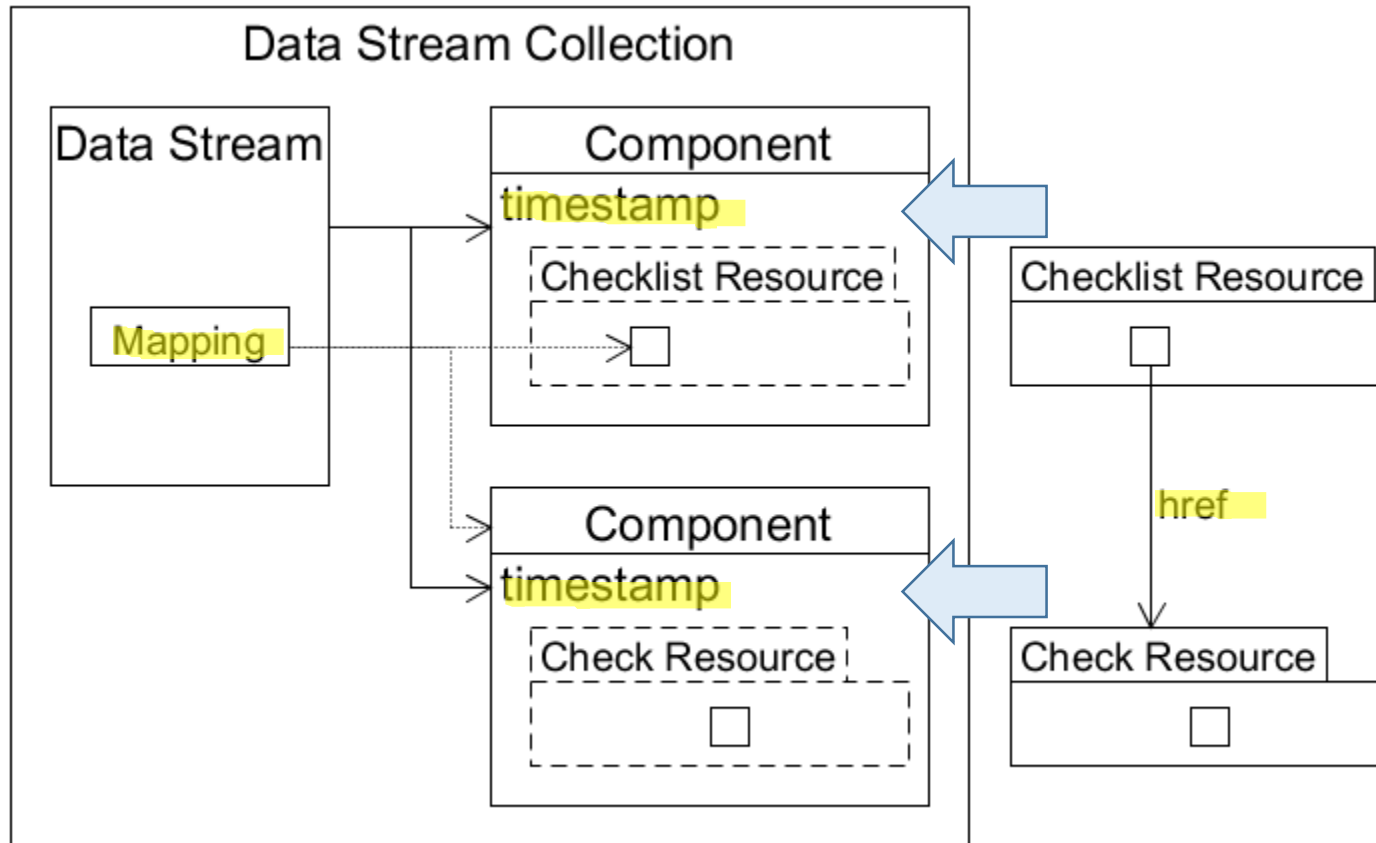 Data Stream Collection
Data Stream
Component
timestamp
Checklist Resource
Checklist Resource
Mapping
href
Component
timestamp
Check Resource
Check Resource